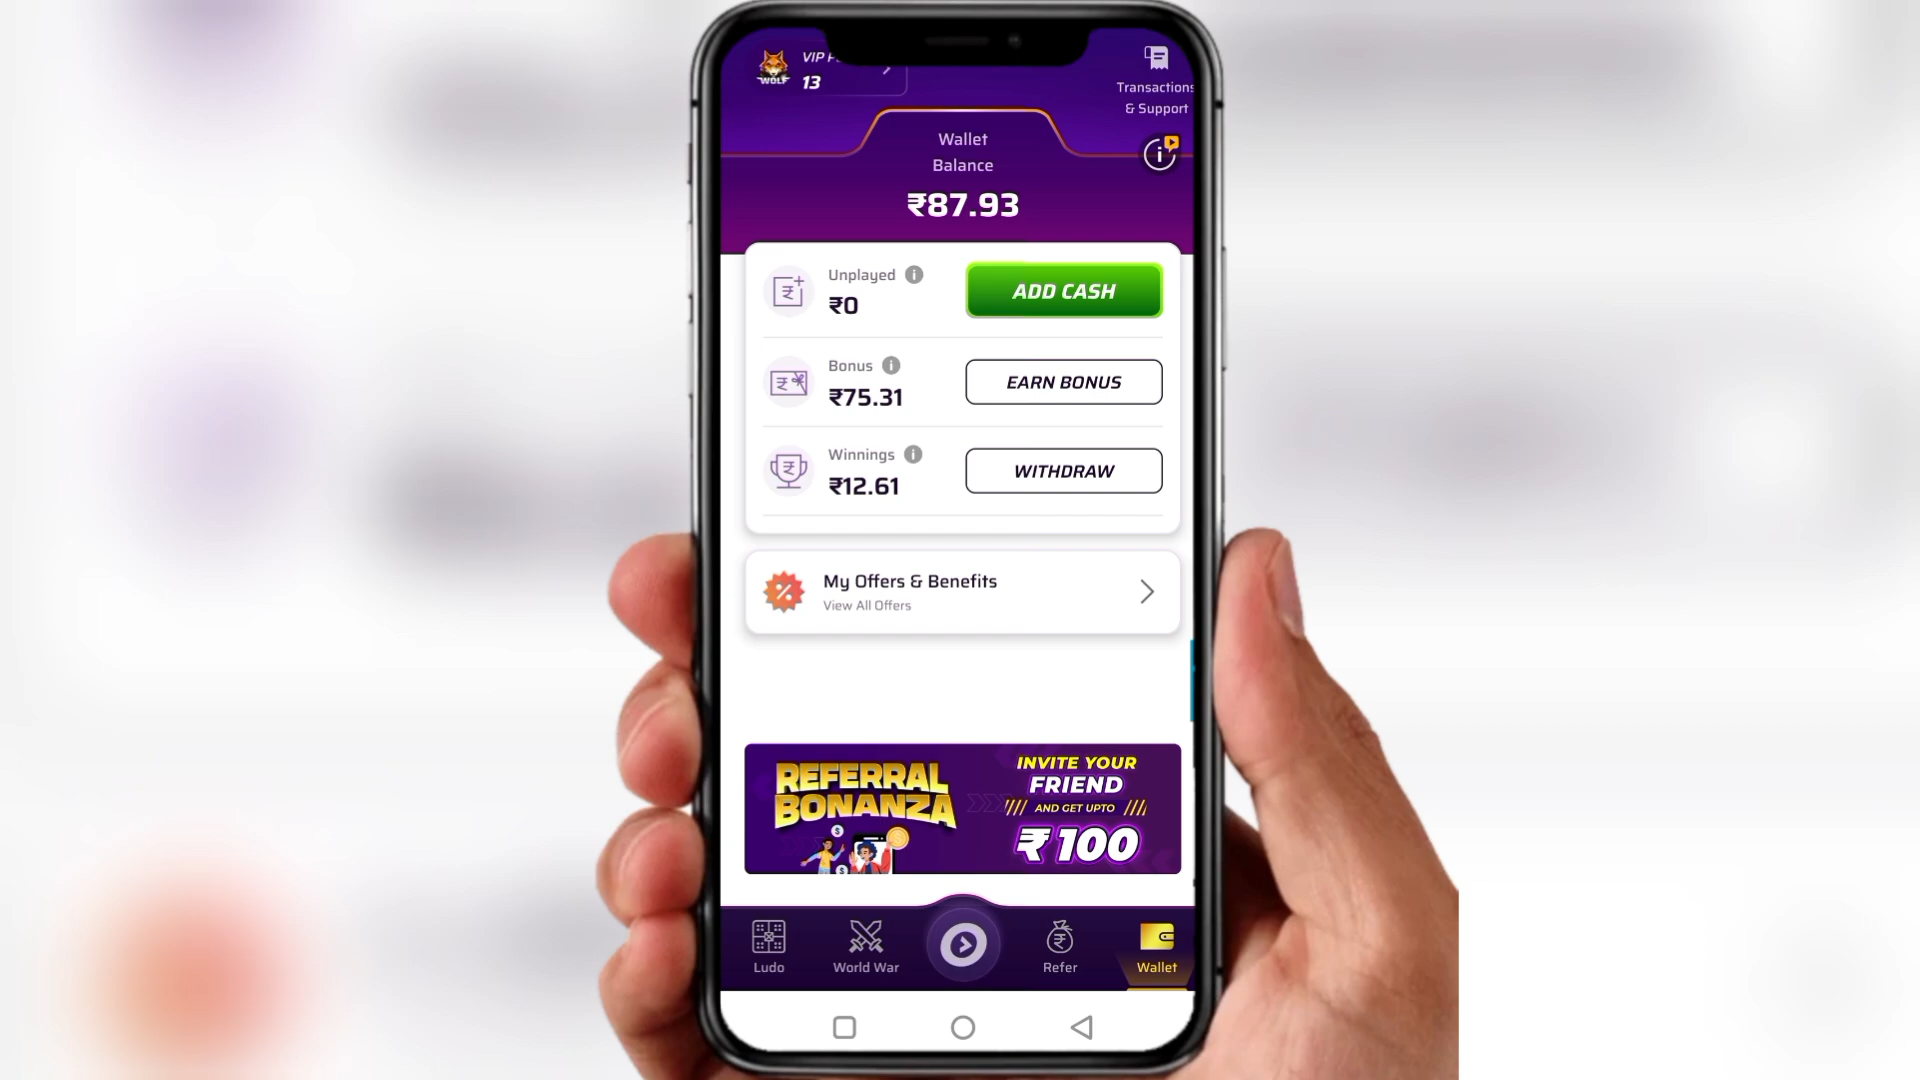 VIP
13
WOLF
Transactions
& Support
Wallet
Balance
₹87.93
Unplayed
₹0
ADD CASH
Bonus
₹75.31
EARN BONUS
Winnings
₹12.61
WITHDRAW
My Offers & Benefits
View All Offers
REFERRAL
BONANZA
INVITE YOUR
FRIEND
AND GET UPTO
₹100
Ludo
World War
Refer
Wallet